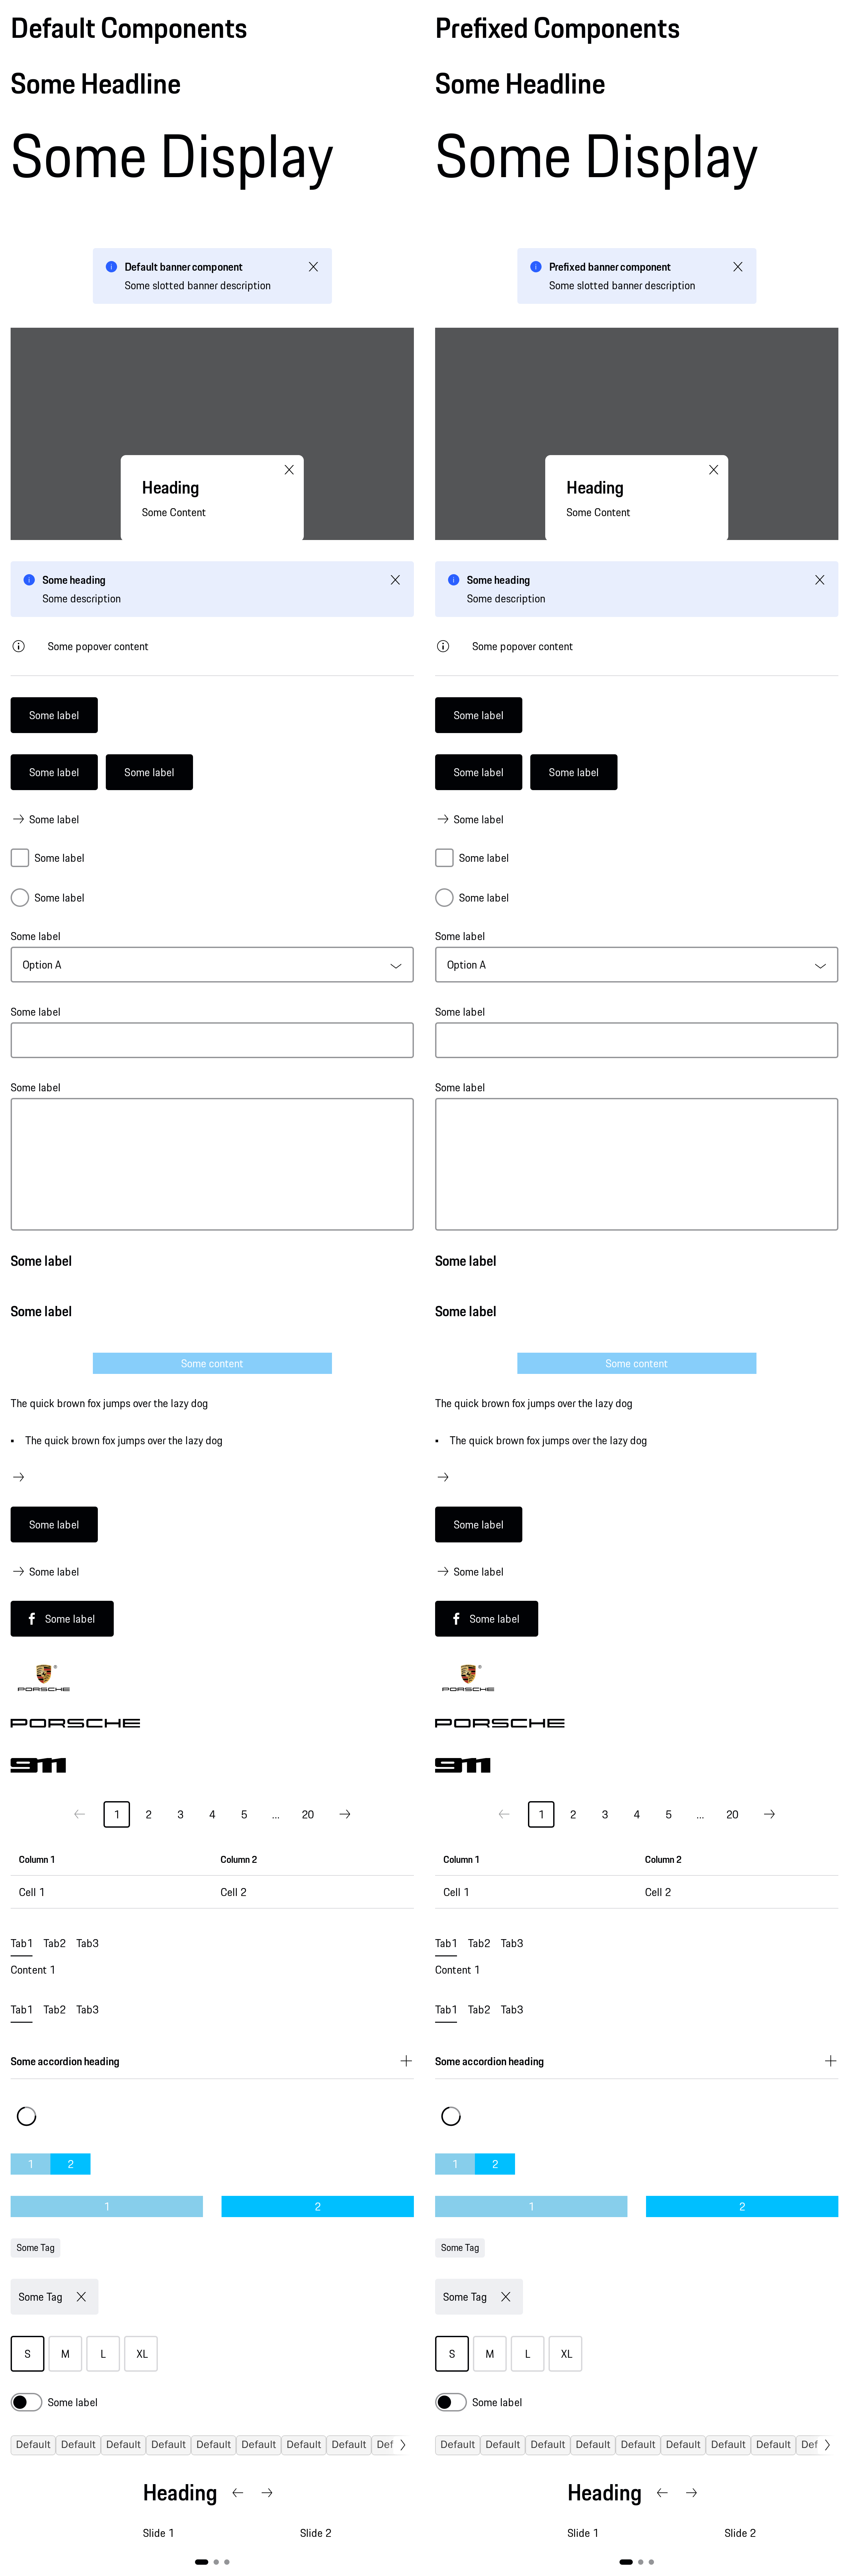 Default Components
Prefixed Components
Some Headline
Some Headline
Some Display
Some Display
Default banner component
Some slotted banner description
Prefixed banner component
Some slotted banner description
Heading
Some Content
Heading
Some Content
Some heading
Some description
Some heading
Some description
Some popover content
Some popover content
Some label
Some label
Some label Some label
Some label Some label
Some label
Some label
Some label
Some label
Some label
Some label
Some label
Option A
Some label
Option A
Some label
Some label
Some label
Some label
Some label
Some label
Some label
Some label
Some content
Some content
The quick brown fox jumps over the lazy dog
The quick brown fox jumps over the lazy dog
• The quick brown fox jumps over the lazy dog
• The quick brown fox jumps over the lazy dog
Some label
Some label
Some label
Some label
Some label
Some label
PORSCHE
PORSCHE
PORSCHE
PORSCHE
911
911
1 2 3 4 5 ... 20
1 2 3 4 5 ... 20
Column 1 Column 2
Cell 1 Cell 2
Column 1 Column 2
Cell 1 Cell 2
Tab1 Tab2 Tab3
Content 1
Tab1 Tab2 Tab3
Content 1
Tab1 Tab2 Tab3
Tab1 Tab2 Tab3
Some accordion heading
Some accordion heading
1 2
1 2
1 2
1 2
Some Tag
Some Tag
Some Tag
Some Tag
S M L XL
S M L XL
Some label
Some label
Default Default Default Default Default Default Default Default Def
Default Default Default Default Default Default Default Default Def
Heading
Slide 1 Slide 2
Heading
Slide 1 Slide 2